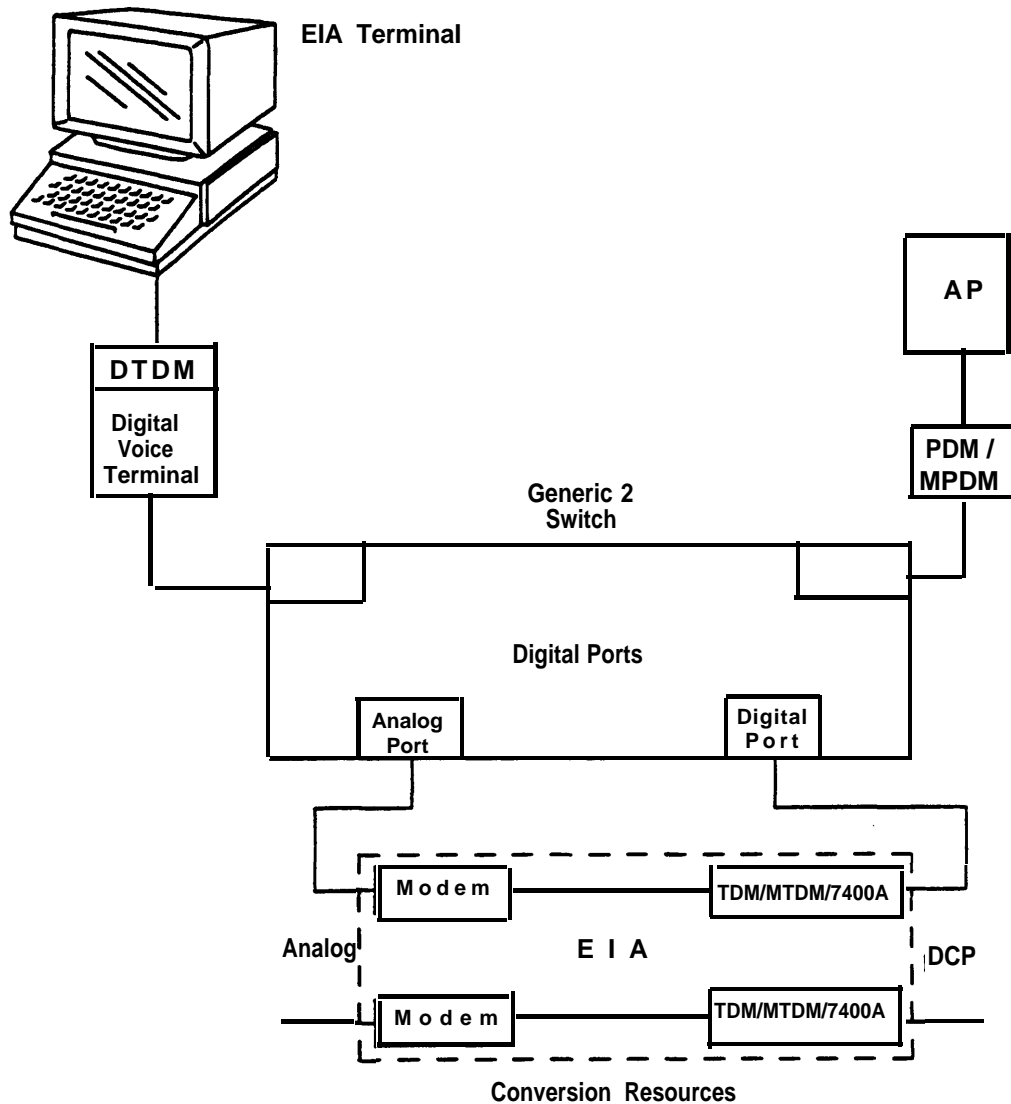 EIA Terminal
AP
DTDM
Digital
Voice
Terminal
PDM /
MPDM
Generic 2
Switch
Digital Ports
Analog
Port
Digital
Port
Modem
TDM/MTDM/7400A
Analog
EIA
DCP
Modem
TDM/MTDM/7400A
Conversion Resources